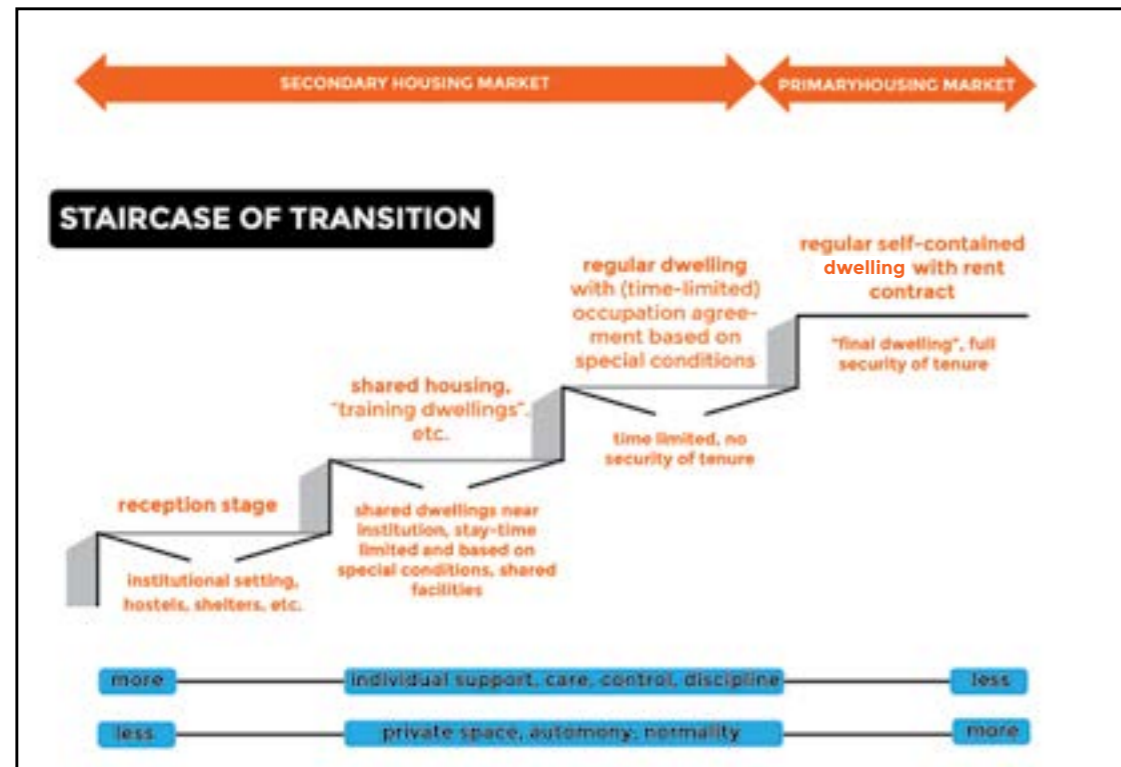 SECONDARY HOUSING MARKET
PRIMARYHOUSING MARKET
STAIRCASE OF TRANSITION
regular self-contained
dwelling with rent
contract
"final dwelling", full
security of tenure
regular dwelling
with (time-limited)
occupation agree-
ment based on
special conditions
time limited, no
security of tenure
shared housing,
"training dwellings",
etc.
shared dwellings near
institution, stay-time
limited and based on
special conditions, shared
facilities
reception stage
institutional setting,
hostels, shelters, etc.
more
individual support, care, control, discipline
less
less
private space, automony, normality
more